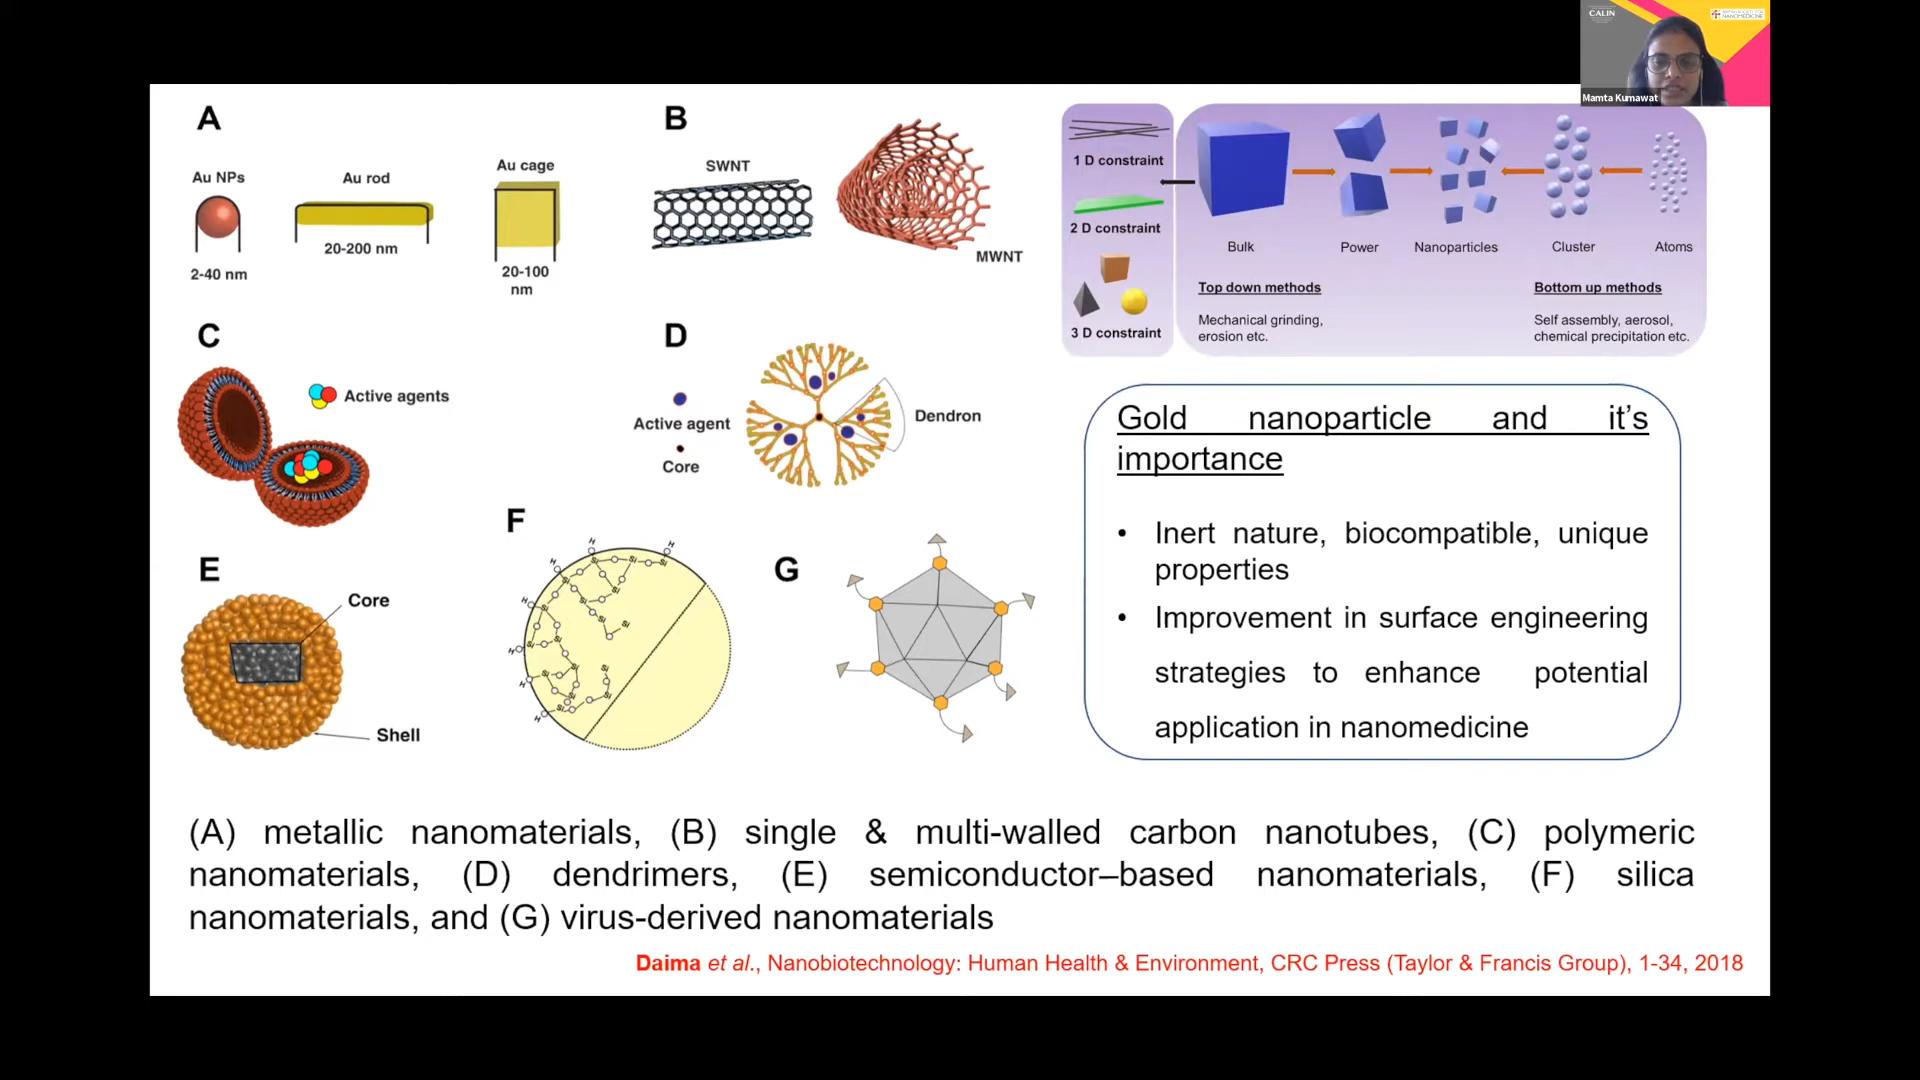 CALIN
NANOMEDICINE
Mamta Kumawat
A
Au NPs
2-40 nm
Au rod
20-200 nm
Au cage
20-100
nm
B
SWNT
MWNT
1 D constraint
2 D constraint
3 D constraint
Bulk
Power
Nanoparticles
Cluster
Atoms
Top down methods
Mechanical grinding,
erosion etc.
Bottom up methods
Self assembly, aerosol,
chemical precipitation etc.
C
Active agents
D
Active agent
Core
Dendron
E
Core
Shell
F
G
Gold nanoparticle and it’s
importance
• Inert nature, biocompatible, unique
properties
• Improvement in surface engineering
strategies to enhance potential
application in nanomedicine
(A) metallic nanomaterials, (B) single & multi-walled carbon nanotubes, (C) polymeric
nanomaterials, (D) dendrimers, (E) semiconductor–based nanomaterials, (F) silica
nanomaterials, and (G) virus-derived nanomaterials
Daima et al., Nanobiotechnology: Human Health & Environment, CRC Press (Taylor & Francis Group), 1-34, 2018